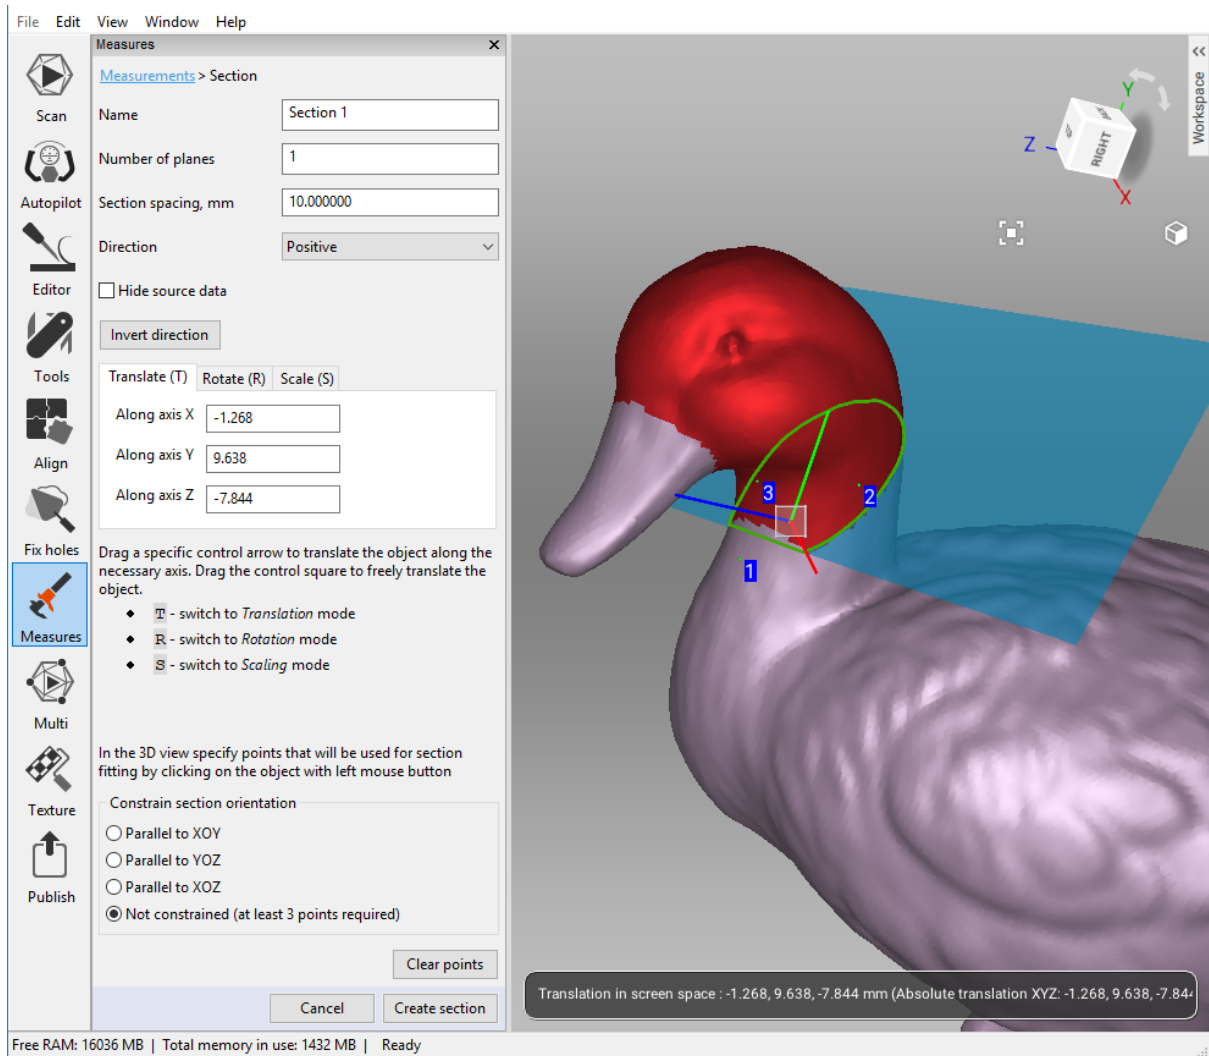 File Edit View Window Help
Measures
Measurements > Section
Name Section 1
Number of planes 1
Section spacing, mm 10.000000
Direction Positive
Hide source data
Invert direction
Translate (T) Rotate (R) Scale (S)
Along axis X -1.268
Along axis Y 9.638
Along axis Z -7.844
Drag a specific control arrow to translate the object along the
necessary axis. Drag the control square to freely translate the
object.
T - switch to Translation mode
R - switch to Rotation mode
S - switch to Scaling mode
In the 3D view specify points that will be used for section
fitting by clicking on the object with left mouse button
Constrain section orientation
Parallel to XOY
Parallel to YOZ
Parallel to XOZ
Not constrained (at least 3 points required)
Clear points
Cancel Create section
Scan
Autopilot
Editor
Tools
Align
Fix holes
Measures
Multi
Texture
Publish
Workspace
Y
Z
X
RIGHT
3
2
1
Translation in screen space : -1.268, 9.638, -7.844 mm (Absolute translation XYZ: -1.268, 9.638, -7.84
Free RAM: 16036 MB | Total memory in use: 1432 MB | Ready